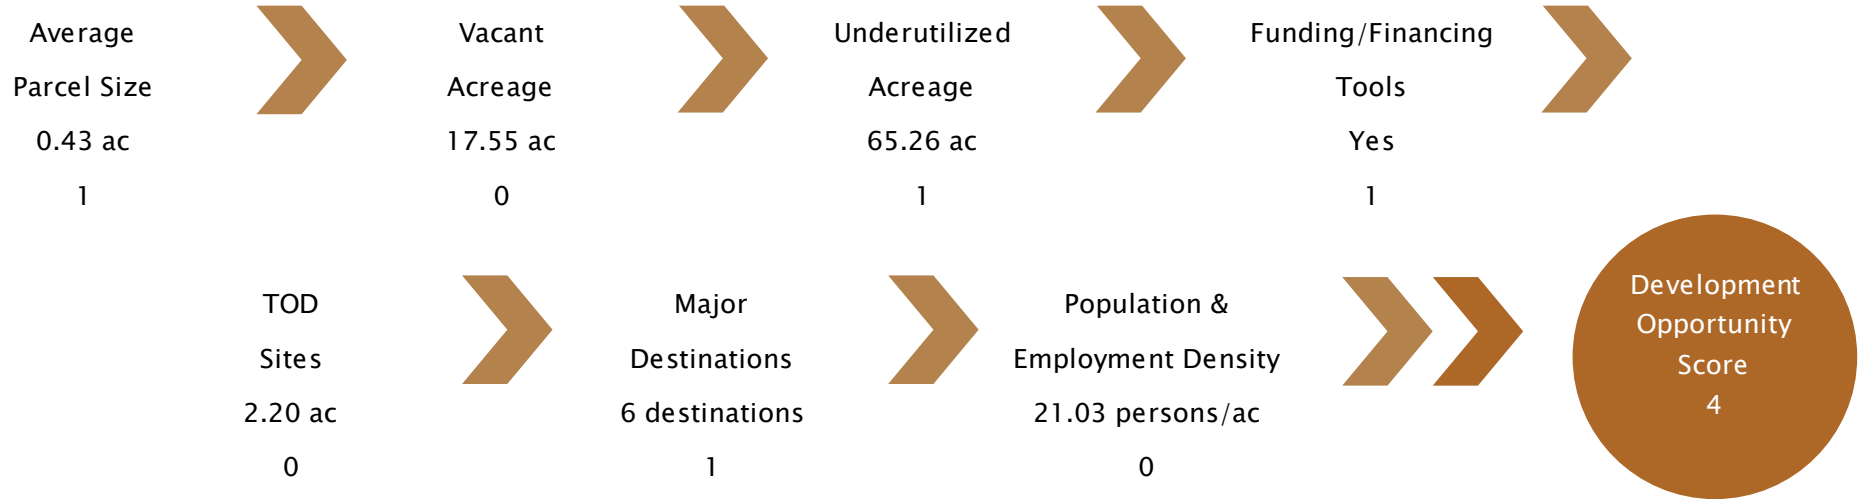 Average
Parcel Size
0.43 ac
1
Vacant
Acreage
17.55 ac
0
Underutilized
Acreage
65.26 ac
1
Funding/Financing
Tools
Yes
1
TOD
Sites
2.20 ac
0
Major
Destinations
6 destinations
1
Population &
Employment Density
21.03 persons/ac
0
Development
Opportunity
Score
4